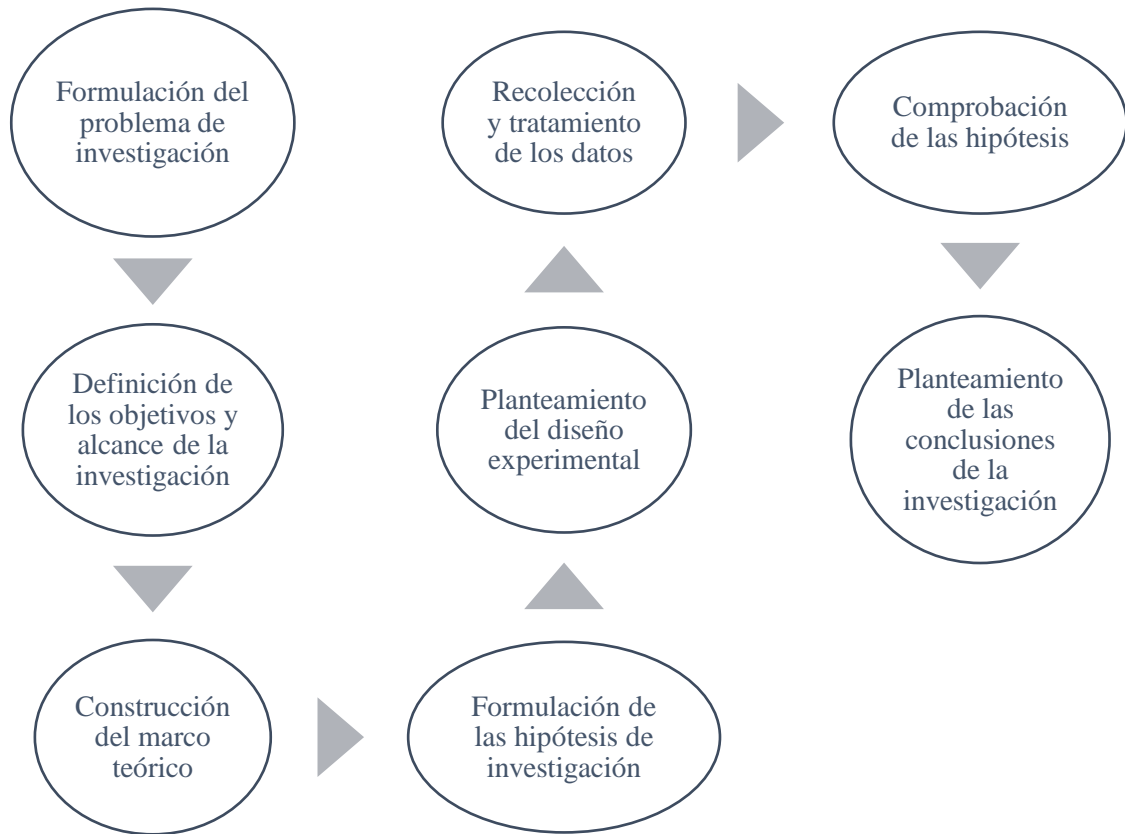 Formulación del
problema de
investigación
Definición de
los objetivos y
alcance de la
investigación
Construcción
del marco
teórico
Formulación de
las hipótesis de
investigación
Planteamiento
del diseño
experimental
Recolección
y tratamiento
de los datos
Comprobación
de las hipótesis
Planteamiento
de las
conclusiones
de la
investigación